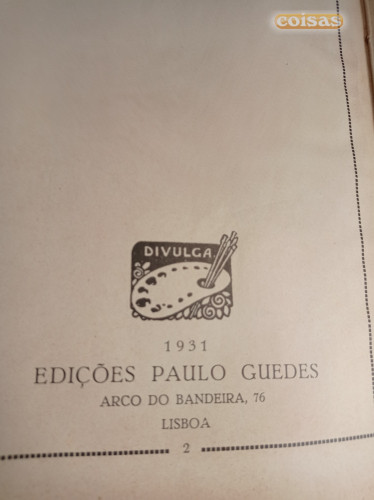 coisas
DIVULGA
1931
EDIÇÕES PAULO GUEDES
ARCO DO BANDEIRA, 76
LISBOA
2